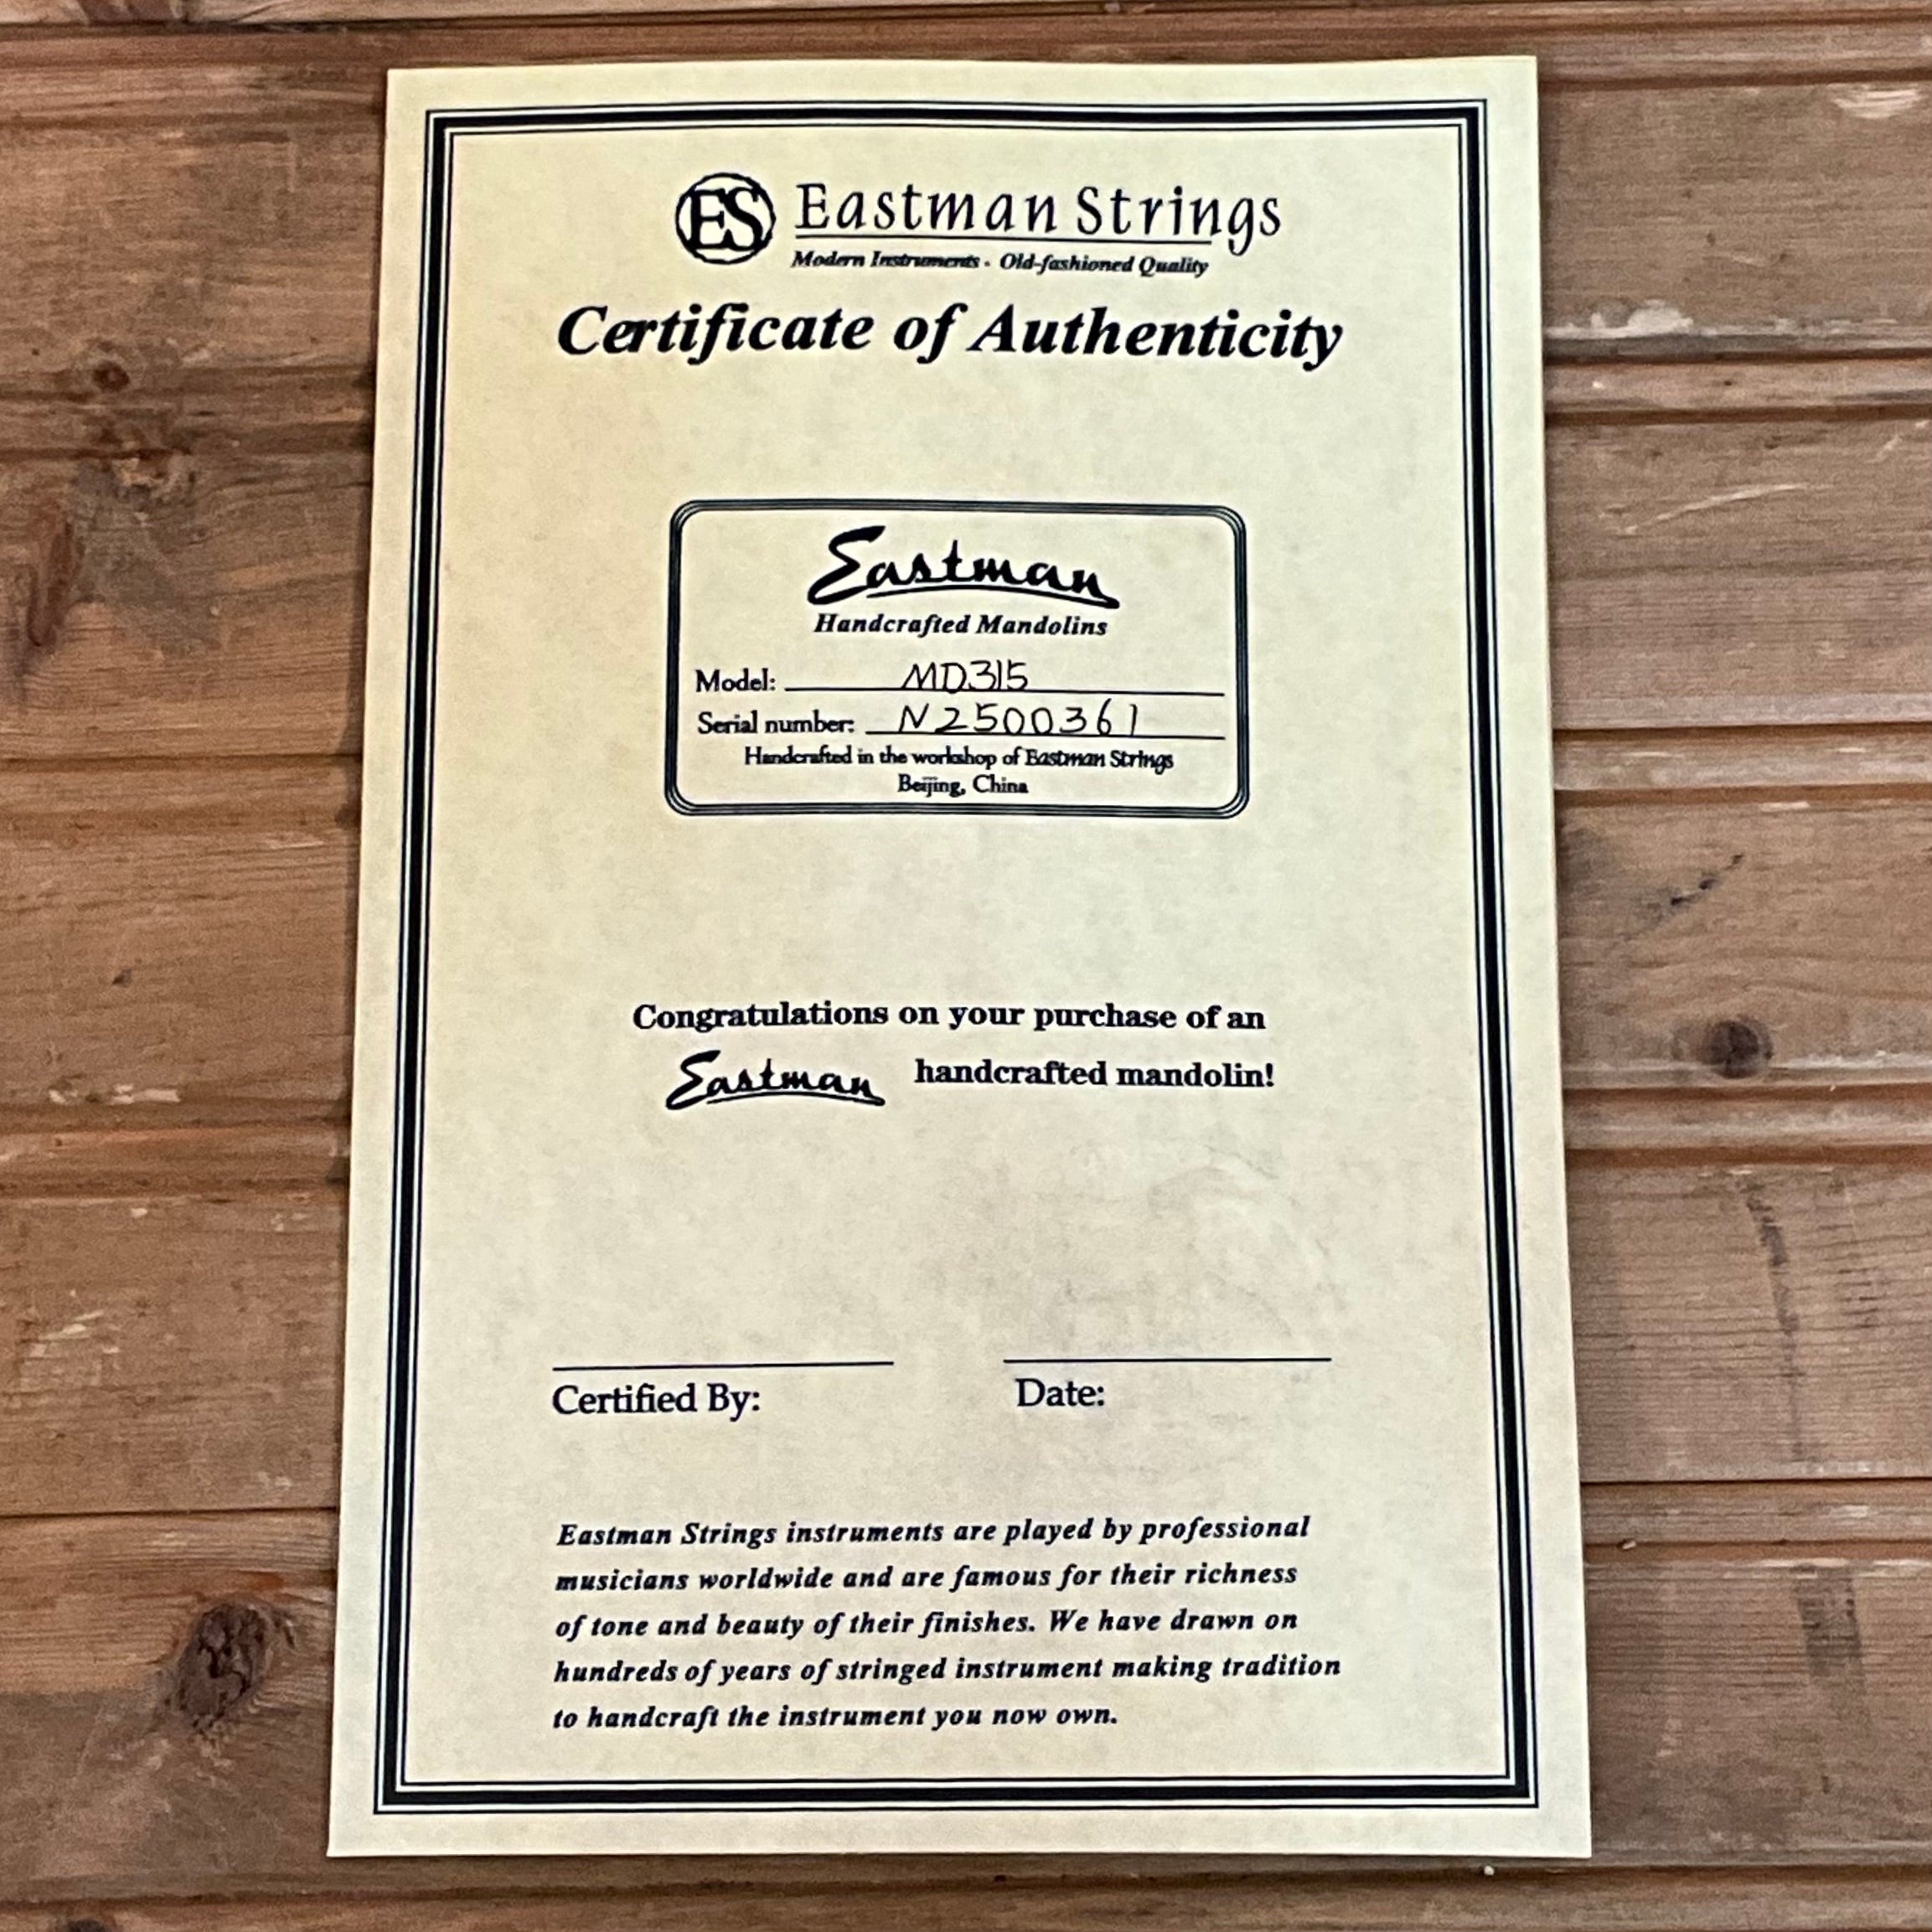 ES Eastman Strings
Modern Instruments · Old-fashioned Quality
Certificate of Authenticity
Eastman
Handcrafted Mandolins
Model: MD315
Serial number: N2500361
Handcrafted in the workshop of Eastman Strings
Beijing, China
Congratulations on your purchase of an
Eastman handcrafted mandolin!
Certified By: Date:
Eastman Strings instruments are played by professional
musicians worldwide and are famous for their richness
of tone and beauty of their finishes. We have drawn on
hundreds of years of stringed instrument making tradition
to handcraft the instrument you now own.